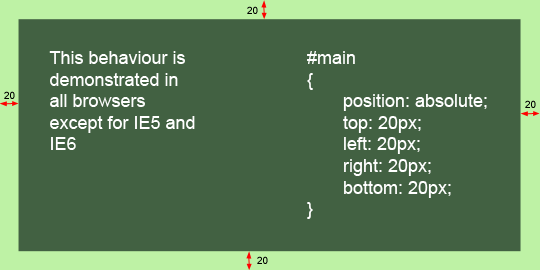 20
This behaviour is
demonstrated in
all browsers
except for IE5 and
IE6
#main
{
position: absolute;
top: 20px;
left: 20px;
right: 20px;
bottom: 20px;
}
20
20
20